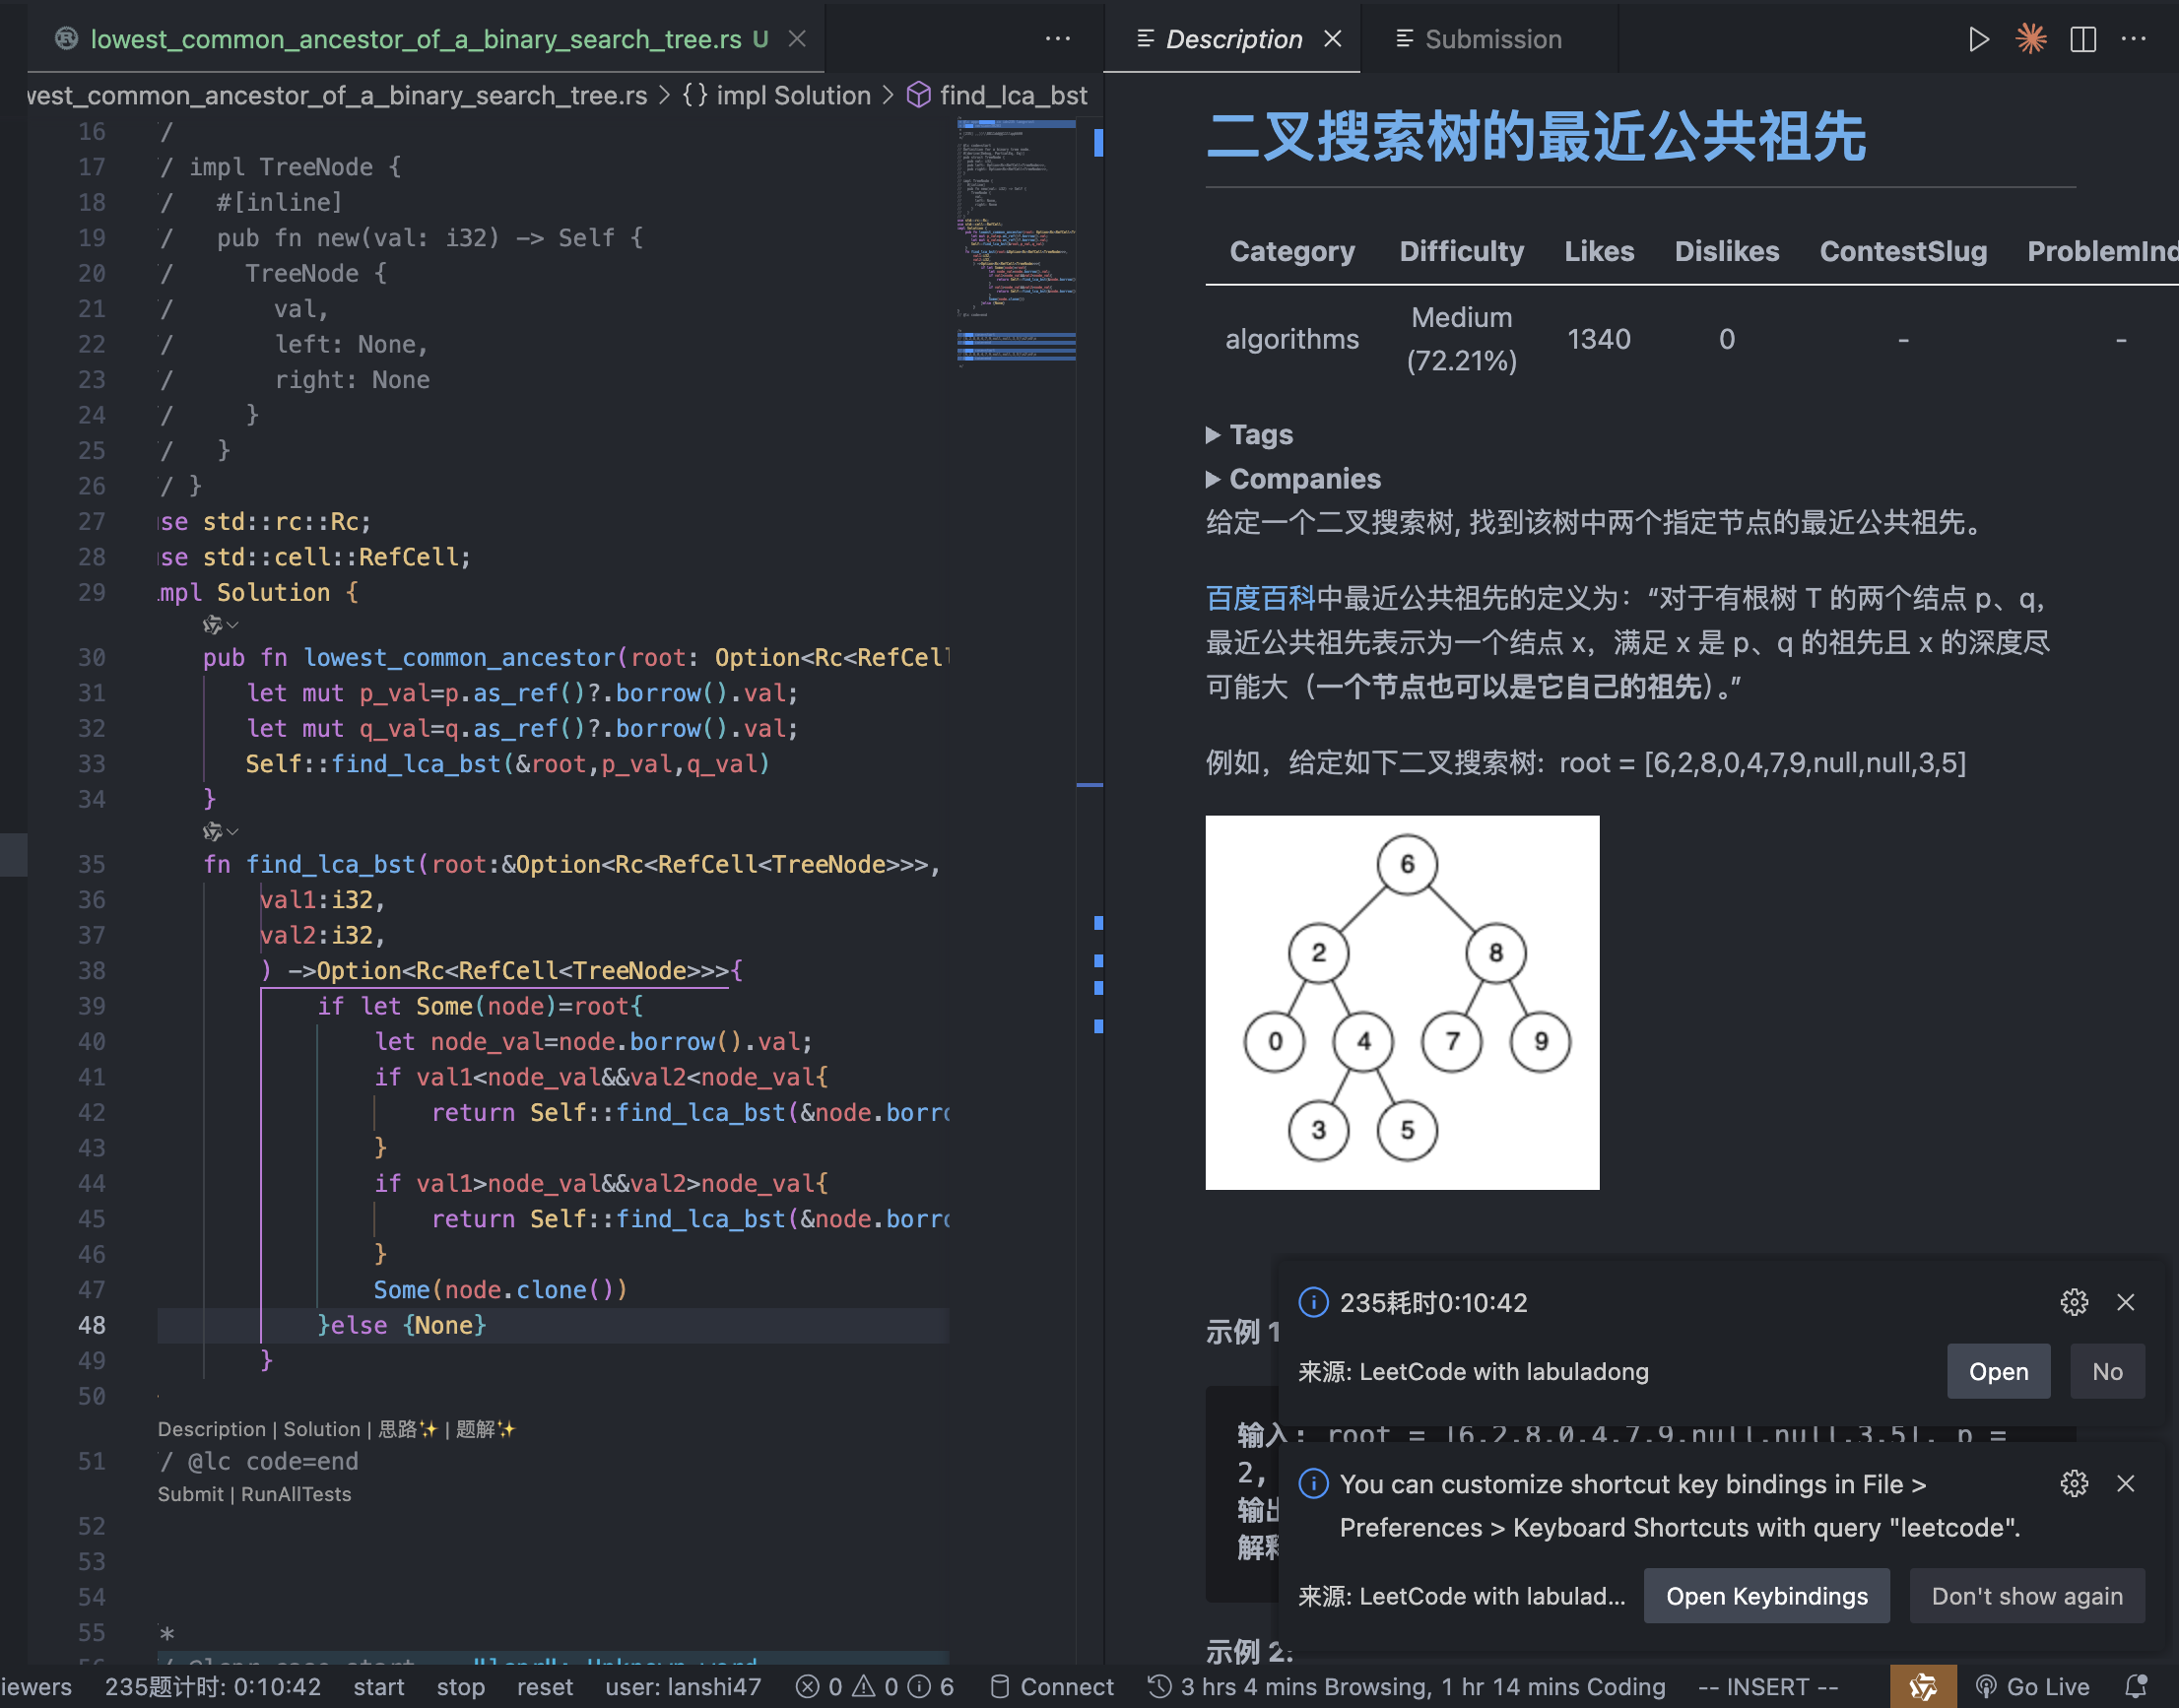 lowest_common_ancestor_of_a_binary_search_tree.rs U
Description
Submission
west_common_ancestor_of_a_binary_search_tree.rs > {} impl Solution > find_lca_bst
16 /
17 / impl TreeNode {
18 /   #[inline]
19 /   pub fn new(val: i32) -> Self {
20 /     TreeNode {
21 /       val,
22 /       left: None,
23 /       right: None
24 /     }
25 /   }
26 / }
27 se std::rc::Rc;
28 se std::cell::RefCell;
29 mpl Solution {
30 pub fn lowest_common_ancestor(root: Option<Rc<RefCell
31 let mut p_val=p.as_ref()?.borrow().val;
32 let mut q_val=q.as_ref()?.borrow().val;
33 Self::find_lca_bst(&root,p_val,q_val)
34 }
35 fn find_lca_bst(root:&Option<Rc<RefCell<TreeNode>>>,
36 val1:i32,
37 val2:i32,
38 ) ->Option<Rc<RefCell<TreeNode>>>{
39 if let Some(node)=root{
40 let node_val=node.borrow().val;
41 if val1<node_val&&val2<node_val{
42 return Self::find_lca_bst(&node.borro
43 }
44 if val1>node_val&&val2>node_val{
45 return Self::find_lca_bst(&node.borro
46 }
47 Some(node.clone())
48 }else {None}
49 }
50
Description | Solution | 思路✨ | 题解✨
51 / @lc code=end
Submit | RunAllTests
52
53
54
55 *
二叉搜索树的最近公共祖先
Category Difficulty Likes Dislikes ContestSlug ProblemInd
algorithms Medium (72.21%) 1340 0 - -
▶ Tags
▶ Companies
给定一个二叉搜索树, 找到该树中两个指定节点的最近公共祖先。
百度百科中最近公共祖先的定义为：“对于有根树 T 的两个结点 p、q，
最近公共祖先表示为一个结点 x，满足 x 是 p、q 的祖先且 x 的深度尽
可能大（一个节点也可以是它自己的祖先）。”
例如，给定如下二叉搜索树:  root = [6,2,8,0,4,7,9,null,null,3,5]
6
2 8
0 4 7 9
3 5
示例 1
235耗时0:10:42
来源: LeetCode with labuladong
Open
No
输入: root = [6,2,8,0,4,7,9,null,null,3,5], p =
2,
输出
解释
You can customize shortcut key bindings in File >
Preferences > Keyboard Shortcuts with query "leetcode".
来源: LeetCode with labulad...
Open Keybindings
Don't show again
示例 2:
iewers 235题计时: 0:10:42 start stop reset user: lanshi47 0 0 6 Connect 3 hrs 4 mins Browsing, 1 hr 14 mins Coding -- INSERT -- Go Live